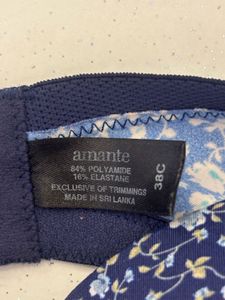 amante
84% POLYAMIDE
16% ELASTANE
EXCLUSIVE OF TRIMMINGS
MADE IN SRI LANKA
38C